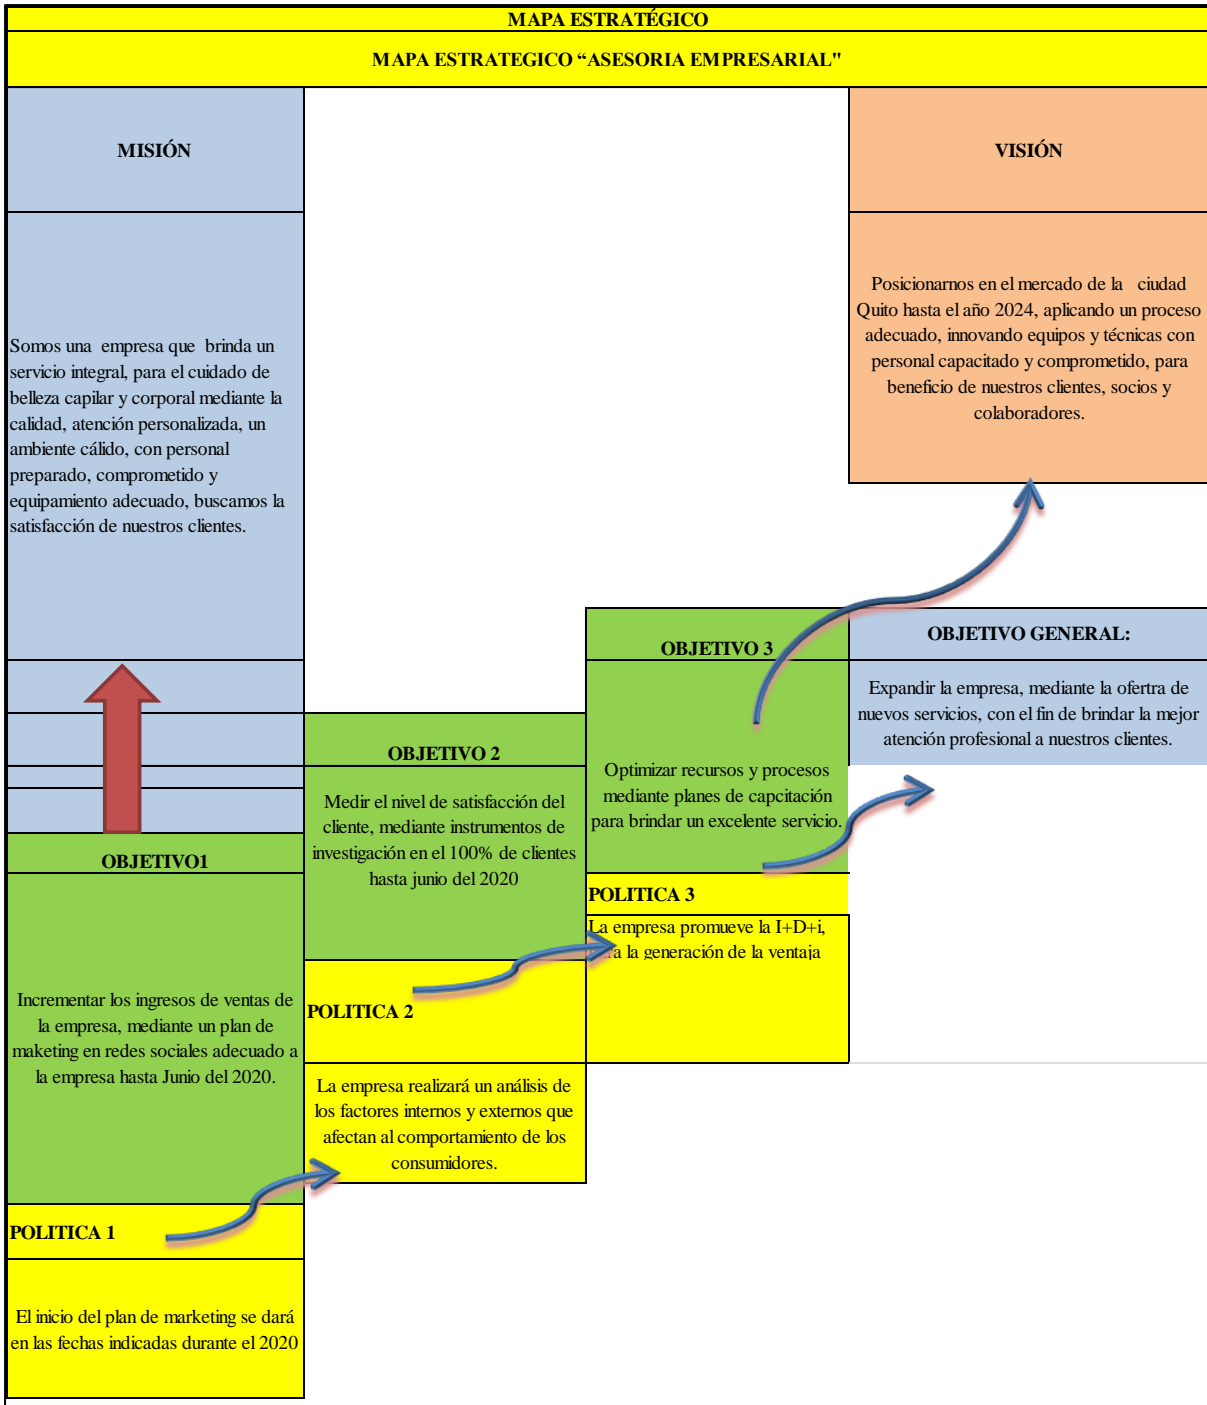 MAPA ESTRATÉGICO
MAPA ESTRATEGICO “ASESORIA EMPRESARIAL"
MISIÓN
Somos una empresa que brinda un
servicio integral, para el cuidado de
belleza capilar y corporal mediante la
calidad, atención personalizada, un
ambiente cálido, con personal
preparado, comprometido y
equipamiento adecuado, buscamos la
satisfacción de nuestros clientes.
VISIÓN
Posicionarnos en el mercado de la ciudad
Quito hasta el año 2024, aplicando un proceso
adecuado, innovando equipos y técnicas con
personal capacitado y comprometido, para
beneficio de nuestros clientes, socios y
colaboradores.
OBJETIVO GENERAL:
Expandir la empresa, mediante la ofertra de
nuevos servicios, con el fin de brindar la mejor
atención profesional a nuestros clientes.
OBJETIVO 3
Optimizar recursos y procesos
mediante planes de capcitación
para brindar un excelente servicio.
POLITICA 3
La empresa promueve la I+D+i,
la generación de la ventaja
OBJETIVO 2
Medir el nivel de satisfacción del
cliente, mediante instrumentos de
investigación en el 100% de clientes
hasta junio del 2020
POLITICA 2
La empresa realizará un análisis de
los factores internos y externos que
afectan al comportamiento de los
consumidores.
OBJETIVO1
Incrementar los ingresos de ventas de
la empresa, mediante un plan de
maketing en redes sociales adecuado a
la empresa hasta Junio del 2020.
POLITICA 1
El inicio del plan de marketing se dará
en las fechas indicadas durante el 2020